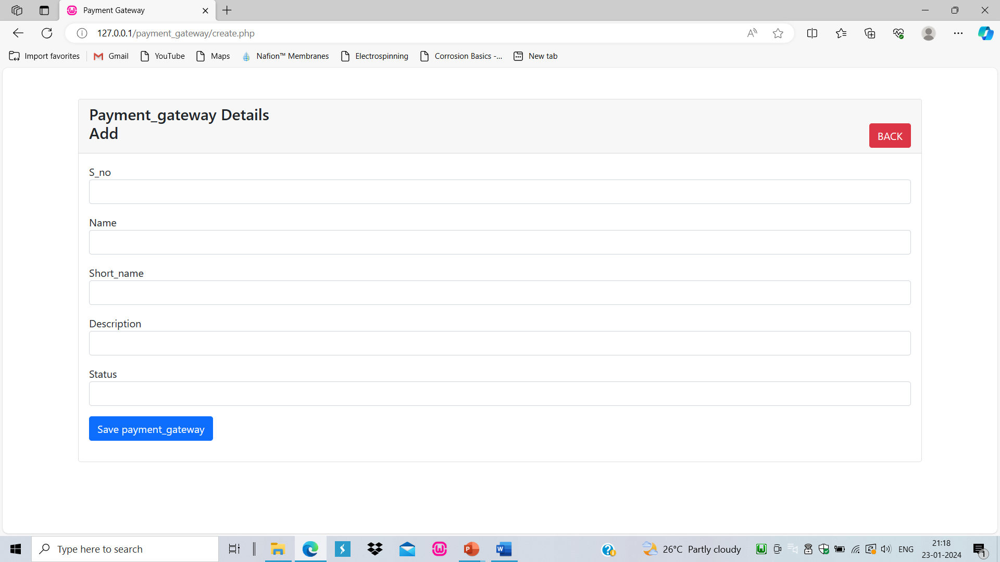 Payment Gateway
127.0.0.1/payment_gateway/create.php
Import favorites Gmail YouTube Maps Nafion™ Membranes Electrospinning Corrosion Basics -... New tab
Payment_gateway Details
Add
BACK
S_no
Name
Short_name
Description
Status
Save payment_gateway
Type here to search
26°C Partly cloudy
ENG
21:18
23-01-2024
1